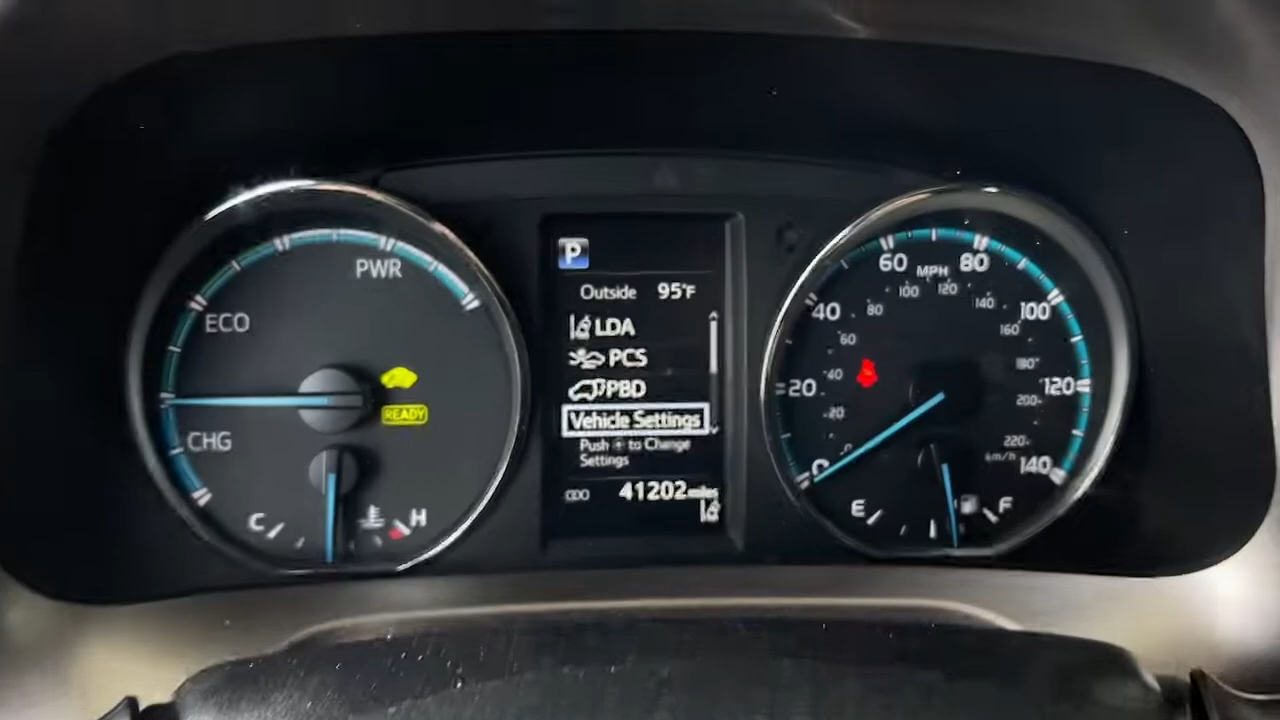 PWR
ECO
CHG
READY
C
H
P
Outside 95°F
LDA
PCS
PBD
Vehicle Settings
Push to Change
Settings
ODO
41202 miles
MPH
0
20
40
60
80
100
120
140
20
40
60
80
100
120
140
160
180
200
220
km/h
E
F